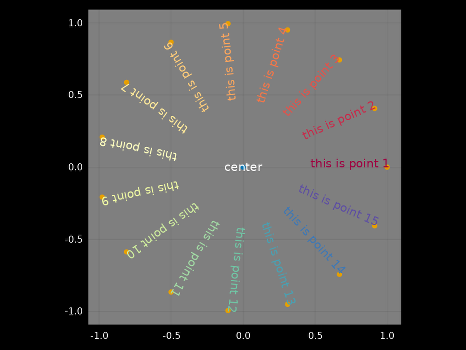 1.0
0.5
0.0
-0.5
-1.0
this is point 1
this is point 2
this is point 3
this is point 4
this is point 5
this is point 6
this is point 7
this is point 8
this is point 9
this is point 10
this is point 11
this is point 12
this is point 13
this is point 14
this is point 15
center
-1.0 -0.5 0.0 0.5 1.0